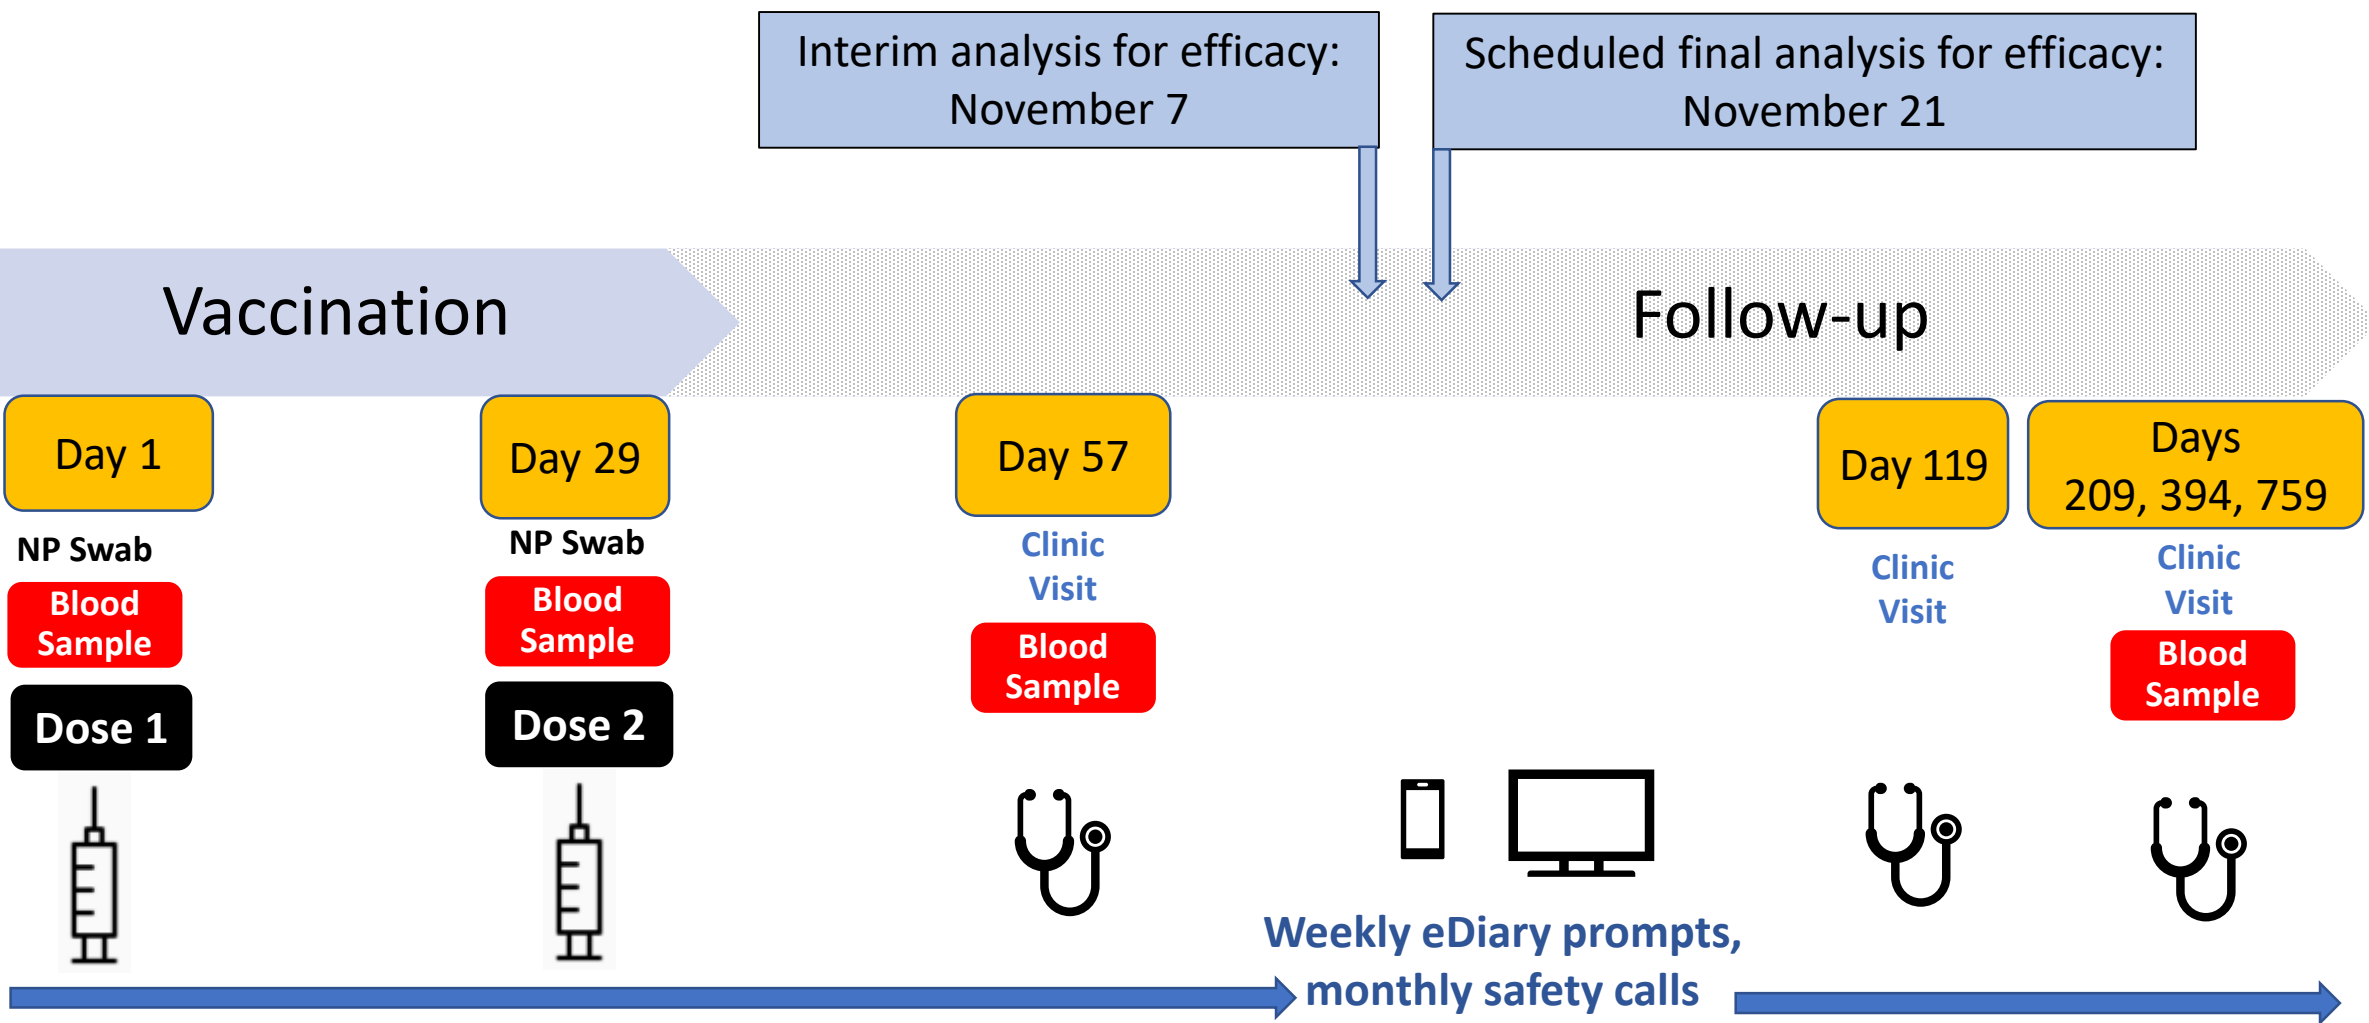 Interim analysis for efficacy:
November 7
Scheduled final analysis for efficacy:
November 21
Vaccination
Follow-up
Day 1
NP Swab
Blood
Sample
Dose 1
Day 29
NP Swab
Blood
Sample
Dose 2
Day 57
Clinic
Visit
Blood
Sample
Day 119
Clinic
Visit
Days
209, 394, 759
Clinic
Visit
Blood
Sample
Weekly eDiary prompts,
monthly safety calls